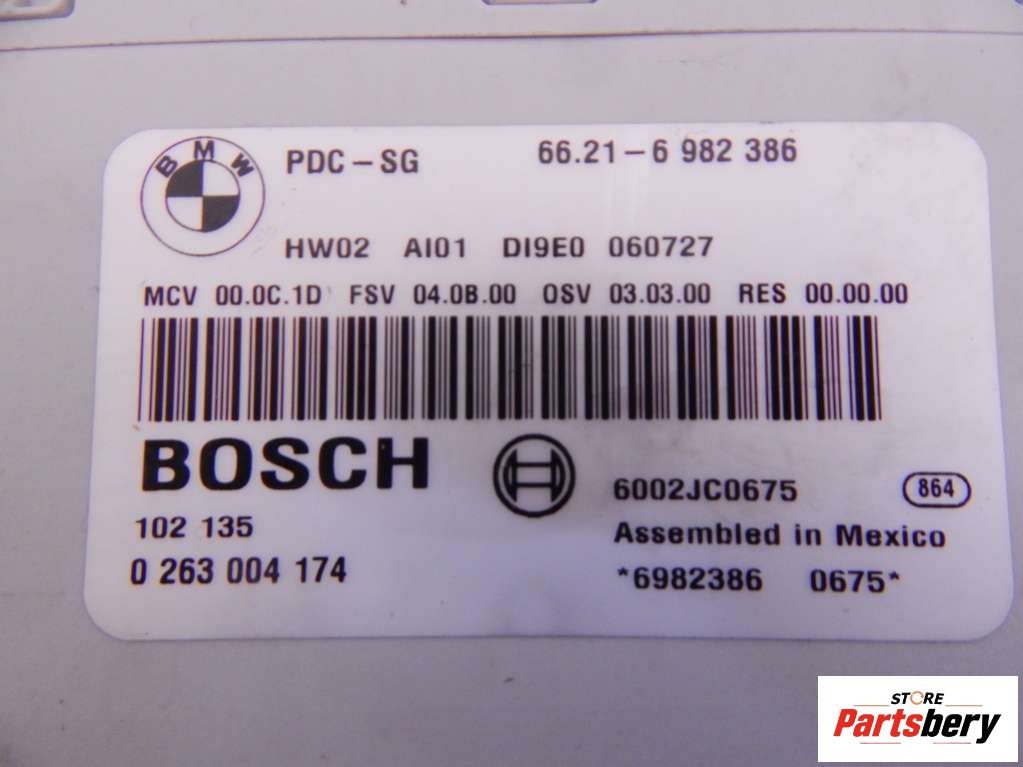 BMW PDC-SG 66.21-6 982 386
HW02 AI01 DI9E0 060727
MCV 00.0C.1D FSV 04.0B.00 OSV 03.03.00 RES 00.00.00
BOSCH
6002JC0675 864
102 135
Assembled in Mexico
0 263 004 174
*6982386 0675*
STORE
Partsbery